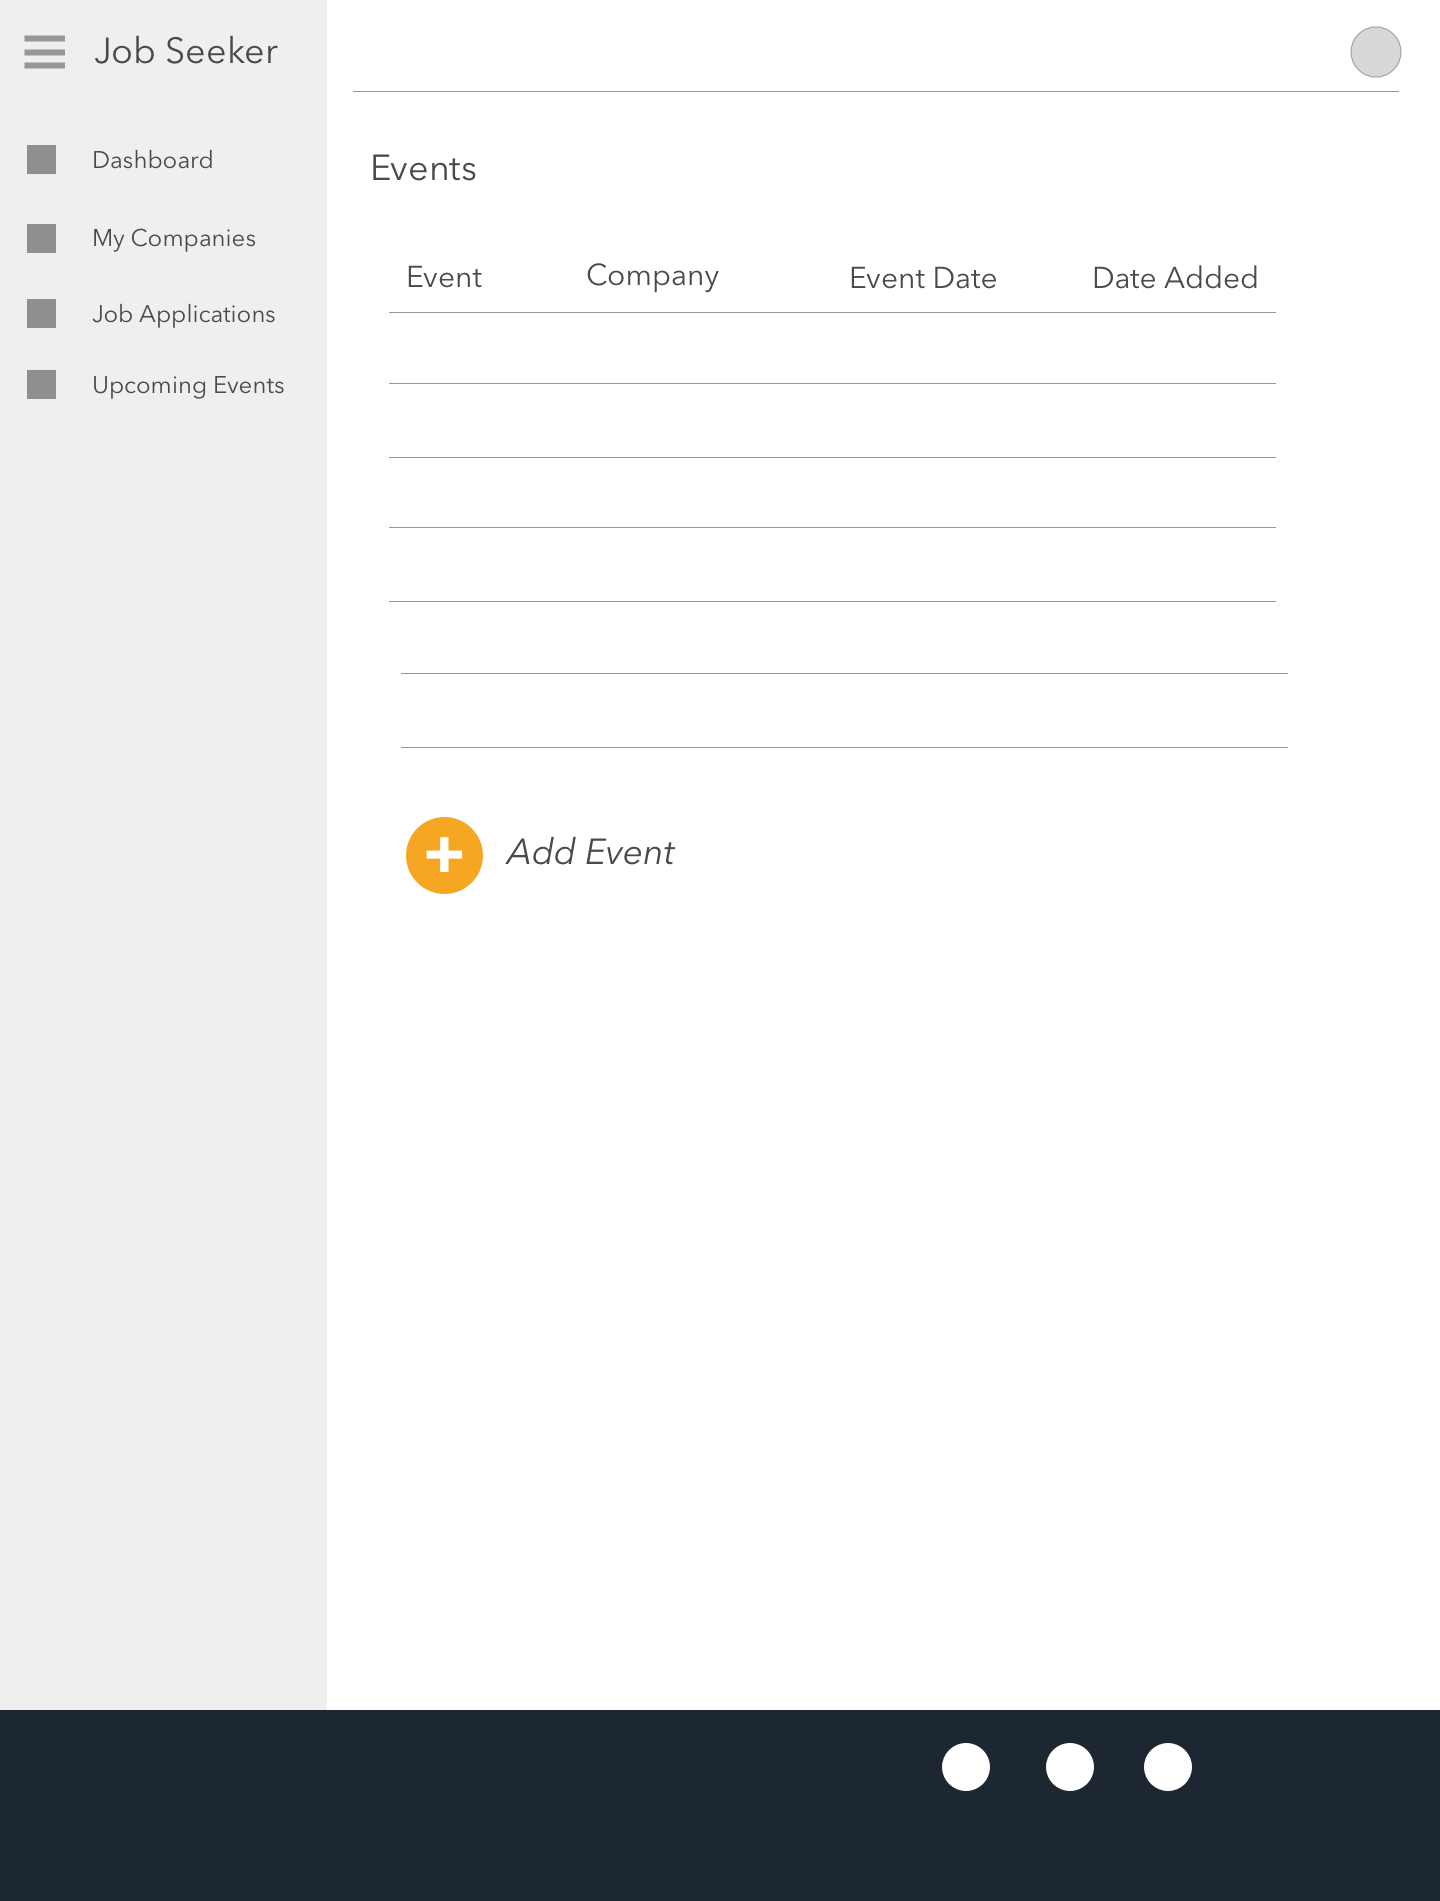 Job Seeker
Dashboard
My Companies
Job Applications
Upcoming Events
Events
Event Company Event Date Date Added
Add Event